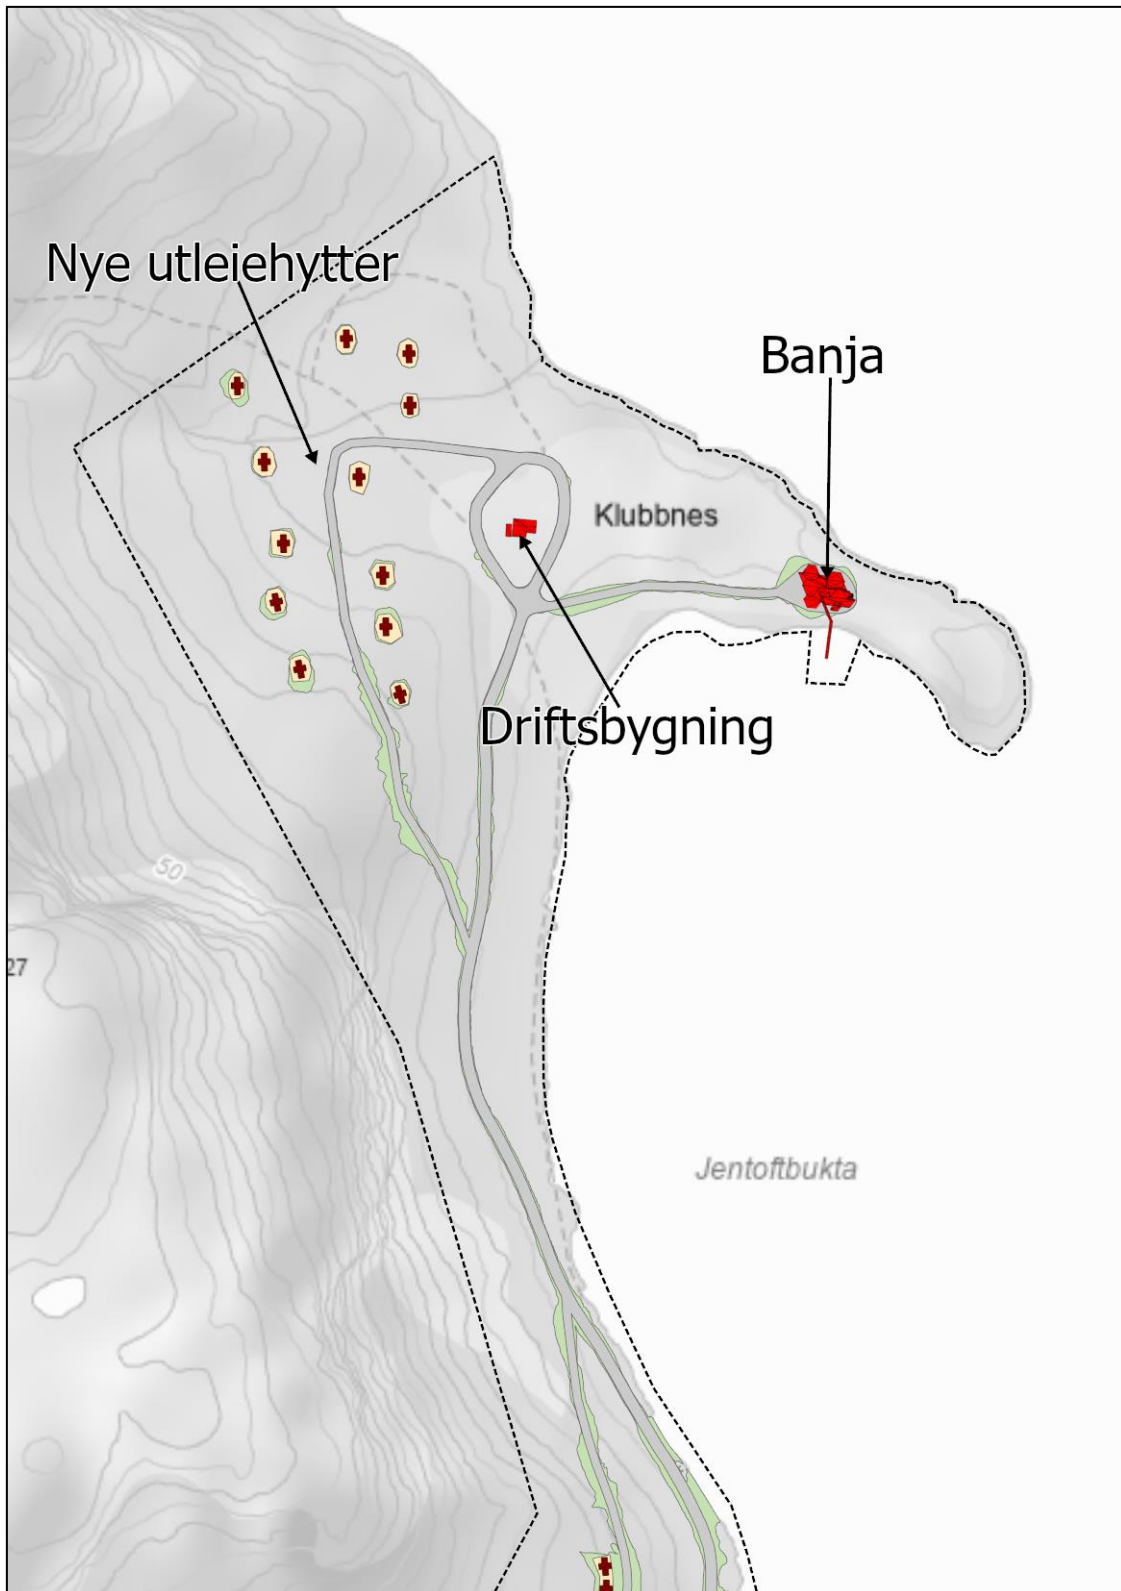 Nye utleiehytter
Banja
Klubbnes
Driftsbygning
50
27
Jentoftbukta